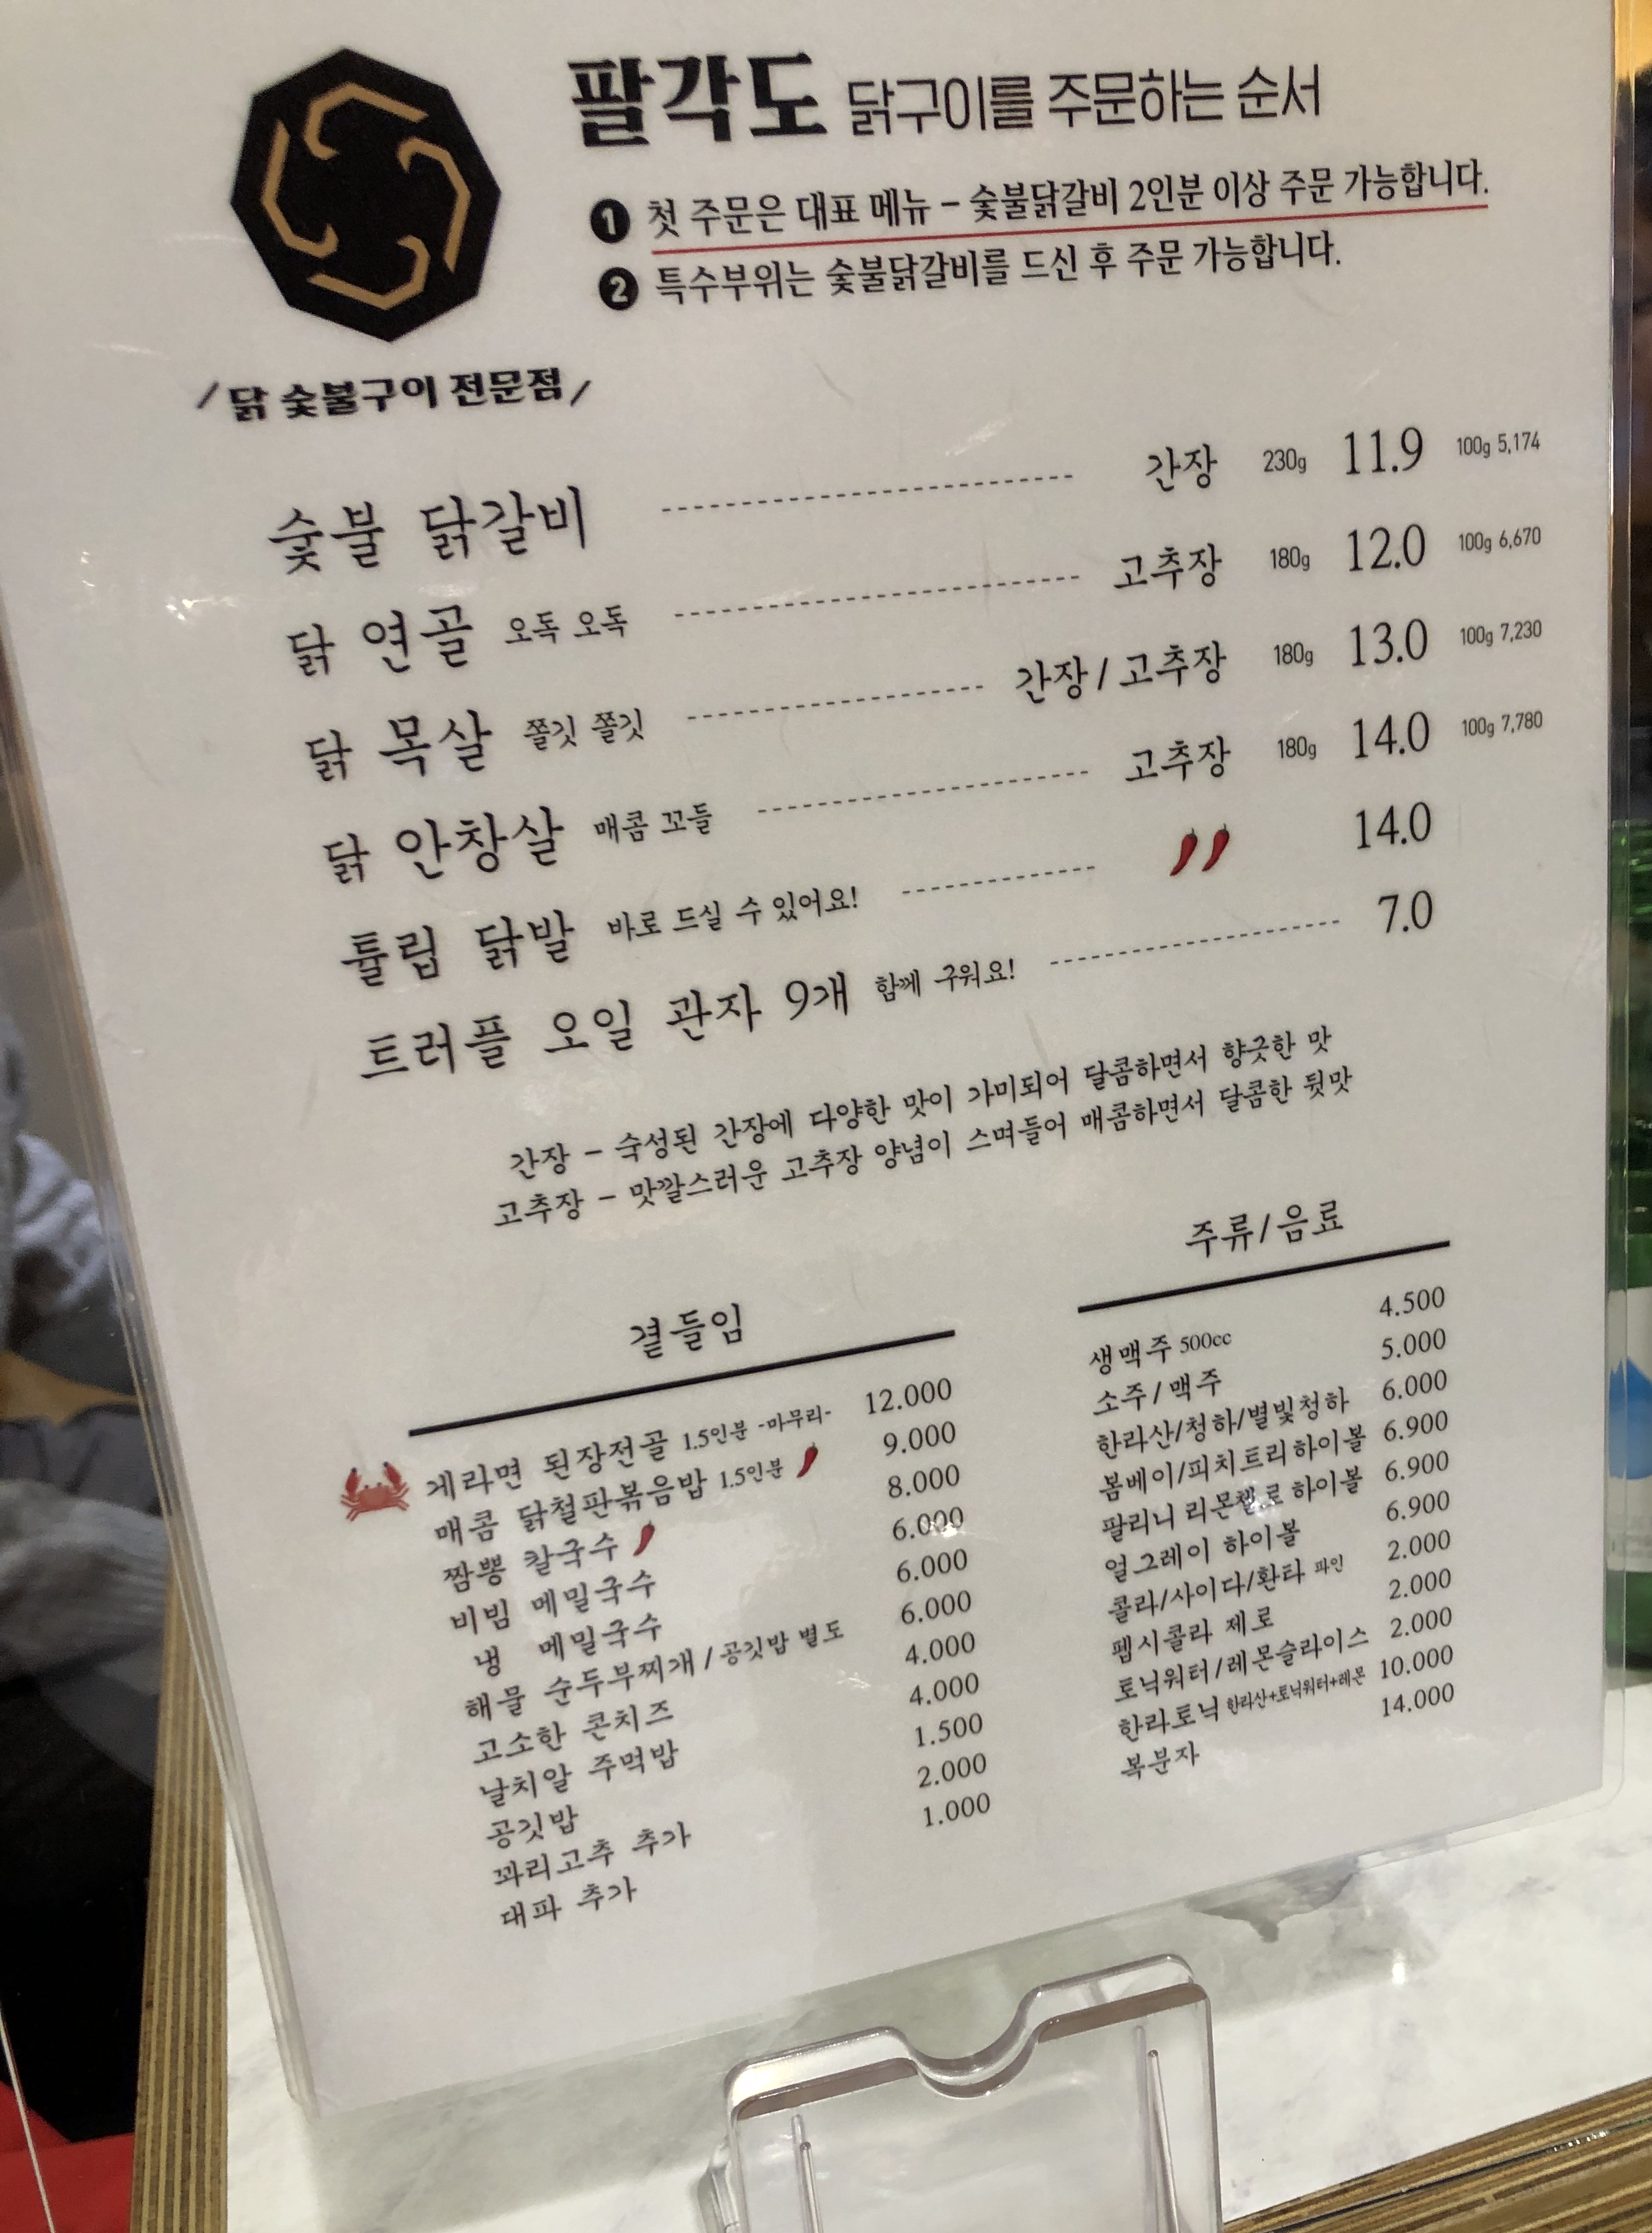 팔각도 닭구이를 주문하는 순서
1 첫 주문은 대표 메뉴 - 숯불닭갈비 2인분 이상 주문 가능합니다.
2 특수부위는 숯불닭갈비를 드신 후 주문 가능합니다.
/ 닭 숯불구이 전문점 /
숯불 닭갈비 간장 230g 11.9 100g 5,174
닭 연골 오독 오독 고추장 180g 12.0 100g 6,670
닭 목살 쫄깃 쫄깃 간장 / 고추장 180g 13.0 100g 7,230
닭 안창살 매콤 꼬들 고추장 180g 14.0 100g 7,780
튤립 닭발 바로 드실 수 있어요! 14.0
트러플 오일 관자 9개 함께 구워요! 7.0
간장 - 숙성된 간장에 다양한 맛이 가미되어 달콤하면서 향긋한 맛
고추장 - 맛깔스러운 고추장 양념이 스며들어 매콤하면서 달콤한 뒷맛
곁들임
게라면 된장전골 1.5인분 -마무리- 12.000
매콤 닭철판볶음밥 1.5인분 9.000
짬뽕 칼국수 8.000
비빔 메밀국수 6.000
냉 메밀국수 6.000
해물 순두부찌개 / 공깃밥 별도 6.000
고소한 콘치즈 4.000
날치알 주먹밥 4.000
공깃밥 1.500
꽈리고추 추가 2.000
대파 추가 1.000
주류/음료
생맥주 500cc 4.500
소주/맥주 5.000
한라산/청하/별빛청하 6.000
봄베이/피치트리하이볼 6.900
팔리니 리몬첼로 하이볼 6.900
얼그레이 하이볼 6.900
콜라/사이다/환타 파인 2.000
펩시콜라 제로 2.000
토닉워터/레몬슬라이스 2.000
한라토닉 한라산+토닉워터+레몬 10.000
복분자 14.000